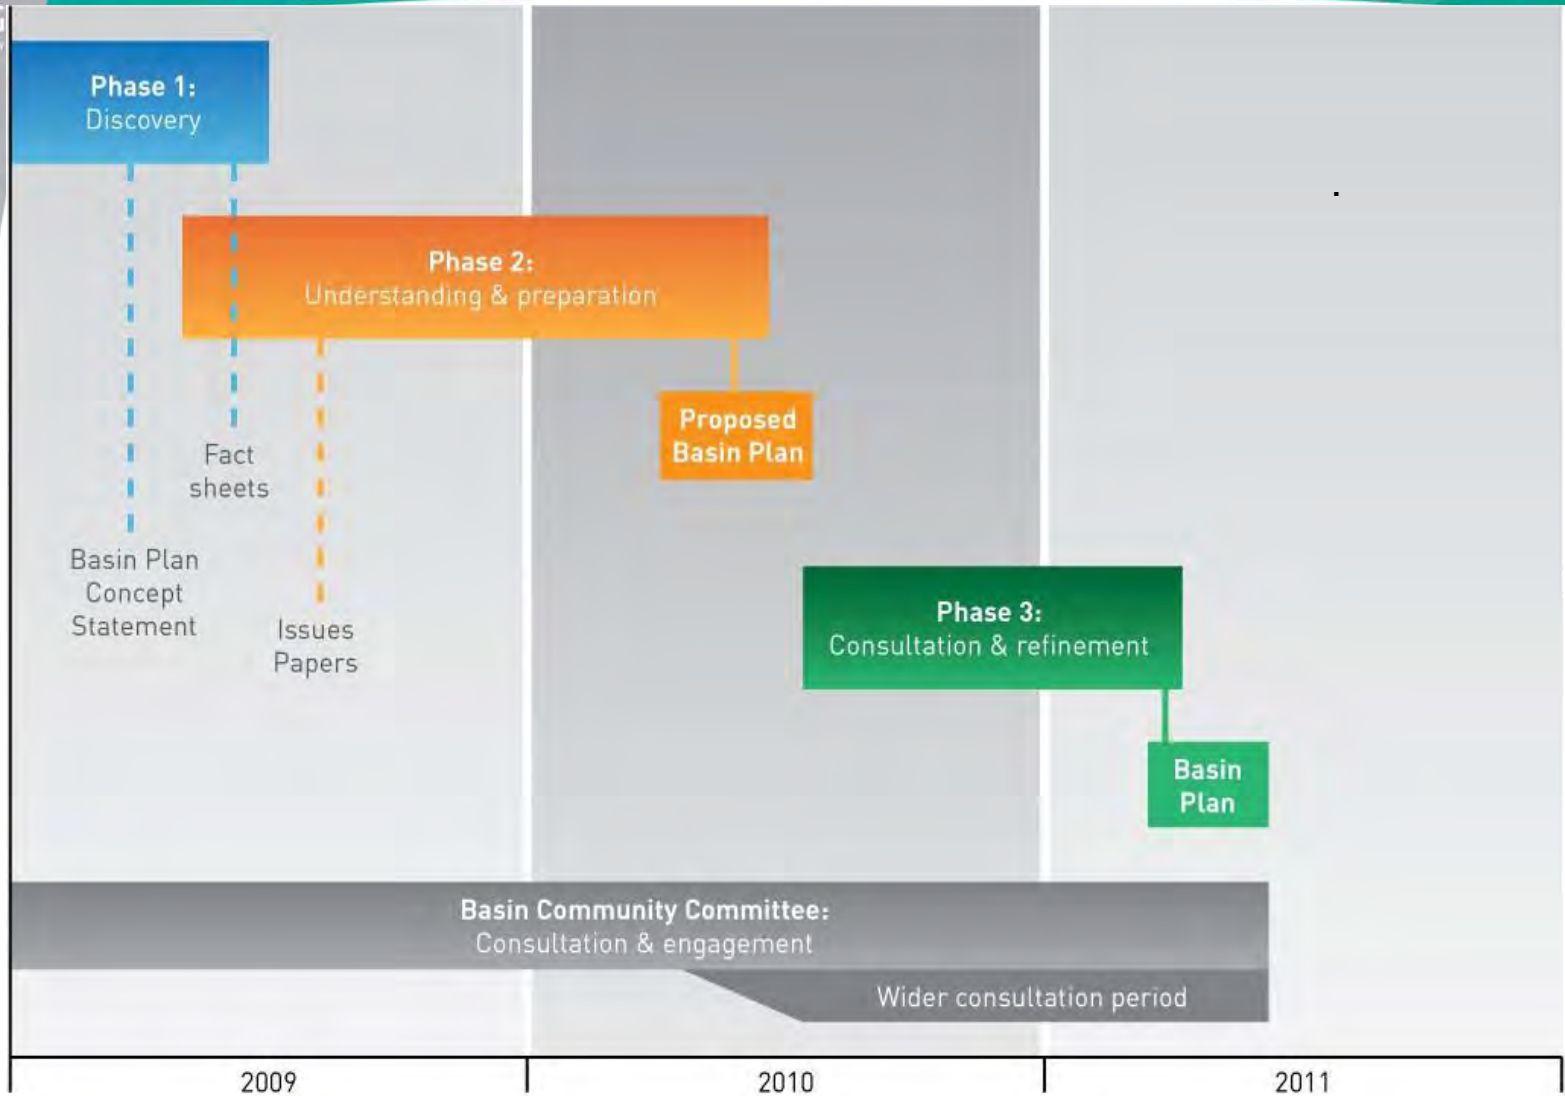 Phase 1:
Discovery
Phase 2:
Understanding & preparation
Proposed
Basin Plan
Fact
sheets
Basin Plan
Concept
Statement
Issues
Papers
Phase 3:
Consultation & refinement
Basin
Plan
Basin Community Committee:
Consultation & engagement
Wider consultation period
2009
2010
2011